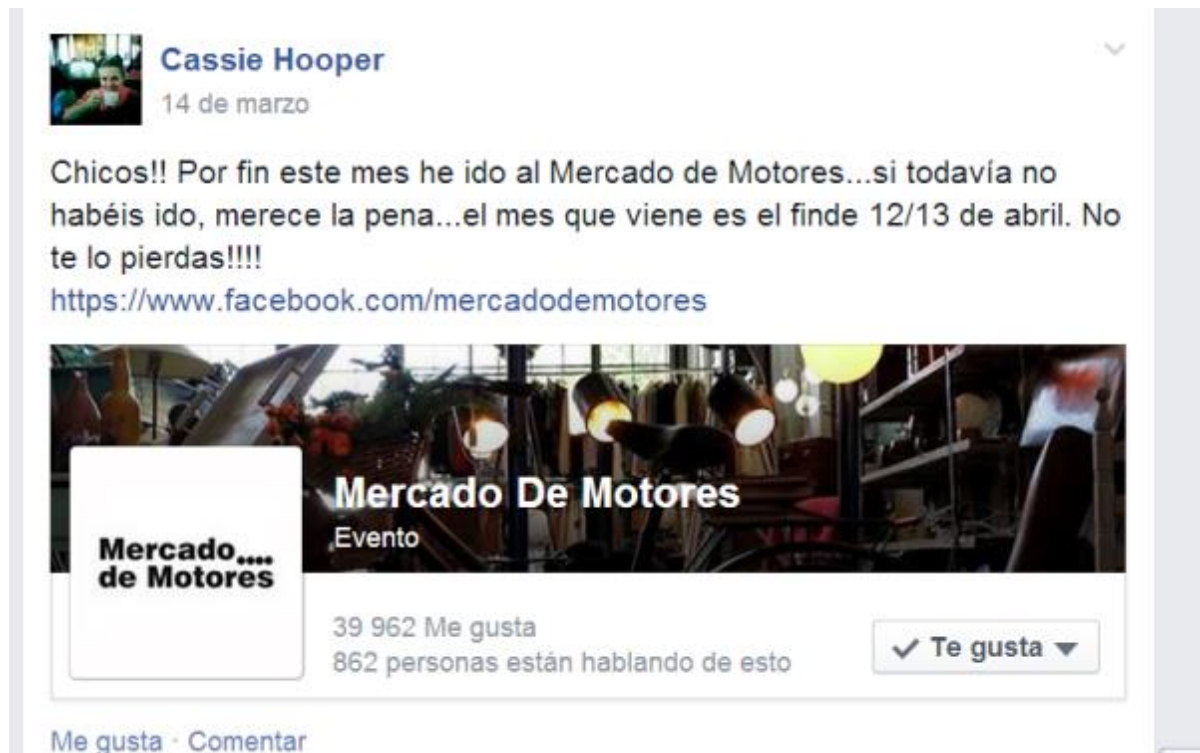 Cassie Hooper
14 de marzo
Chicos!! Por fin este mes he ido al Mercado de Motores...si todavía no
habéis ido, merece la pena...el mes que viene es el finde 12/13 de abril. No
te lo pierdas!!!!
https://www.facebook.com/mercadodemotores
Mercado De Motores
Evento
Mercado....
de Motores
39 962 Me gusta
862 personas están hablando de esto
Te gusta
Me gusta · Comentar